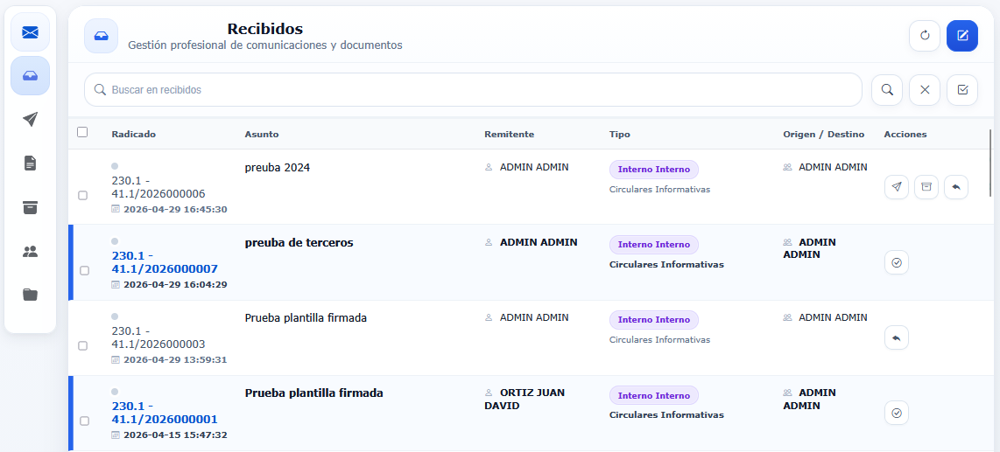 Recibidos
Gestión profesional de comunicaciones y documentos
Buscar en recibidos
Radicado Asunto Remitente Tipo Origen / Destino Acciones
230.1 -
41.1/2026000006
2026-04-29 16:45:30
preuba 2024
ADMIN ADMIN
Interno Interno
Circulares Informativas
ADMIN ADMIN
230.1 -
41.1/2026000007
2026-04-29 16:04:29
preuba de terceros
ADMIN ADMIN
Interno Interno
Circulares Informativas
ADMIN
ADMIN
230.1 -
41.1/2026000003
2026-04-29 13:59:31
Prueba plantilla firmada
ADMIN ADMIN
Interno Interno
Circulares Informativas
ADMIN ADMIN
230.1 -
41.1/2026000001
2026-04-15 15:47:32
Prueba plantilla firmada
ORTIZ JUAN
DAVID
Interno Interno
Circulares Informativas
ADMIN
ADMIN